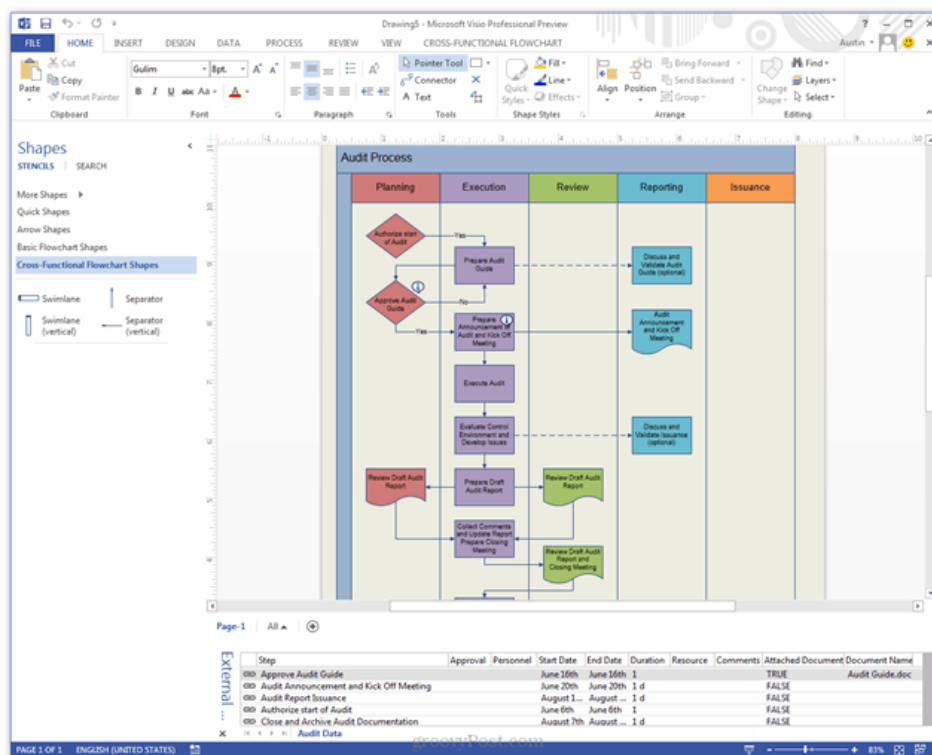 Drawing5 - Microsoft Visio Professional Preview
FILE HOME INSERT DESIGN DATA PROCESS REVIEW VIEW CROSS-FUNCTIONAL FLOWCHART Austin
Paste
Cut
Copy
Format Painter
Clipboard
Gulim 8pt.
B I U abc Aa A
Font
Paragraph
Pointer Tool
Connector
A Text
Tools
Quick Styles
Fill
Line
Effects
Shape Styles
Align Position
Bring Forward
Send Backward
Group
Arrange
Change Shape
Find
Layers
Select
Editing
Shapes
STENCILS SEARCH
More Shapes
Quick Shapes
Arrow Shapes
Basic Flowchart Shapes
Cross-Functional Flowchart Shapes
Swimlane Separator
Swimlane (vertical) Separator (vertical)
Audit Process
Planning Execution Review Reporting Issuance
Authorize start
of Audit
Yes
Prepare Audit
Guide
Discuss and
Validate Audit
Guide (optional)
Approve Audit
Guide
No
Yes
Prepare
Announcement of
Audit and Kick Off
Meeting
Audit
Announcement
and Kick Off
Meeting
Execute Audit
Evaluate Control
Environment and
Develop Issues
Discuss and
Validate Issuance
(optional)
Review Draft Audit
Report
Prepare Draft
Audit Report
Review Draft Audit
Report
Collect Comments
and Update Report
Prepare Closing
Meeting
Review Draft Audit
Report and
Closing Meeting
Page-1 All
External ...
Step Approval Personnel Start Date End Date Duration Resource Comments Attached Document Document Name
Approve Audit Guide June 16th June 16th 1 TRUE Audit Guide.doc
Audit Announcement and Kick Off Meeting June 20th June 20th 1 d FALSE
Audit Report Issuance August 1... August ... 1 d FALSE
Authorize start of Audit June 6th June 6th 1 FALSE
Close and Archive Audit Documentation August 7th August ... 1 d FALSE
Audit Data
groovyPost.com
PAGE 1 OF 1 ENGLISH (UNITED STATES) 83%